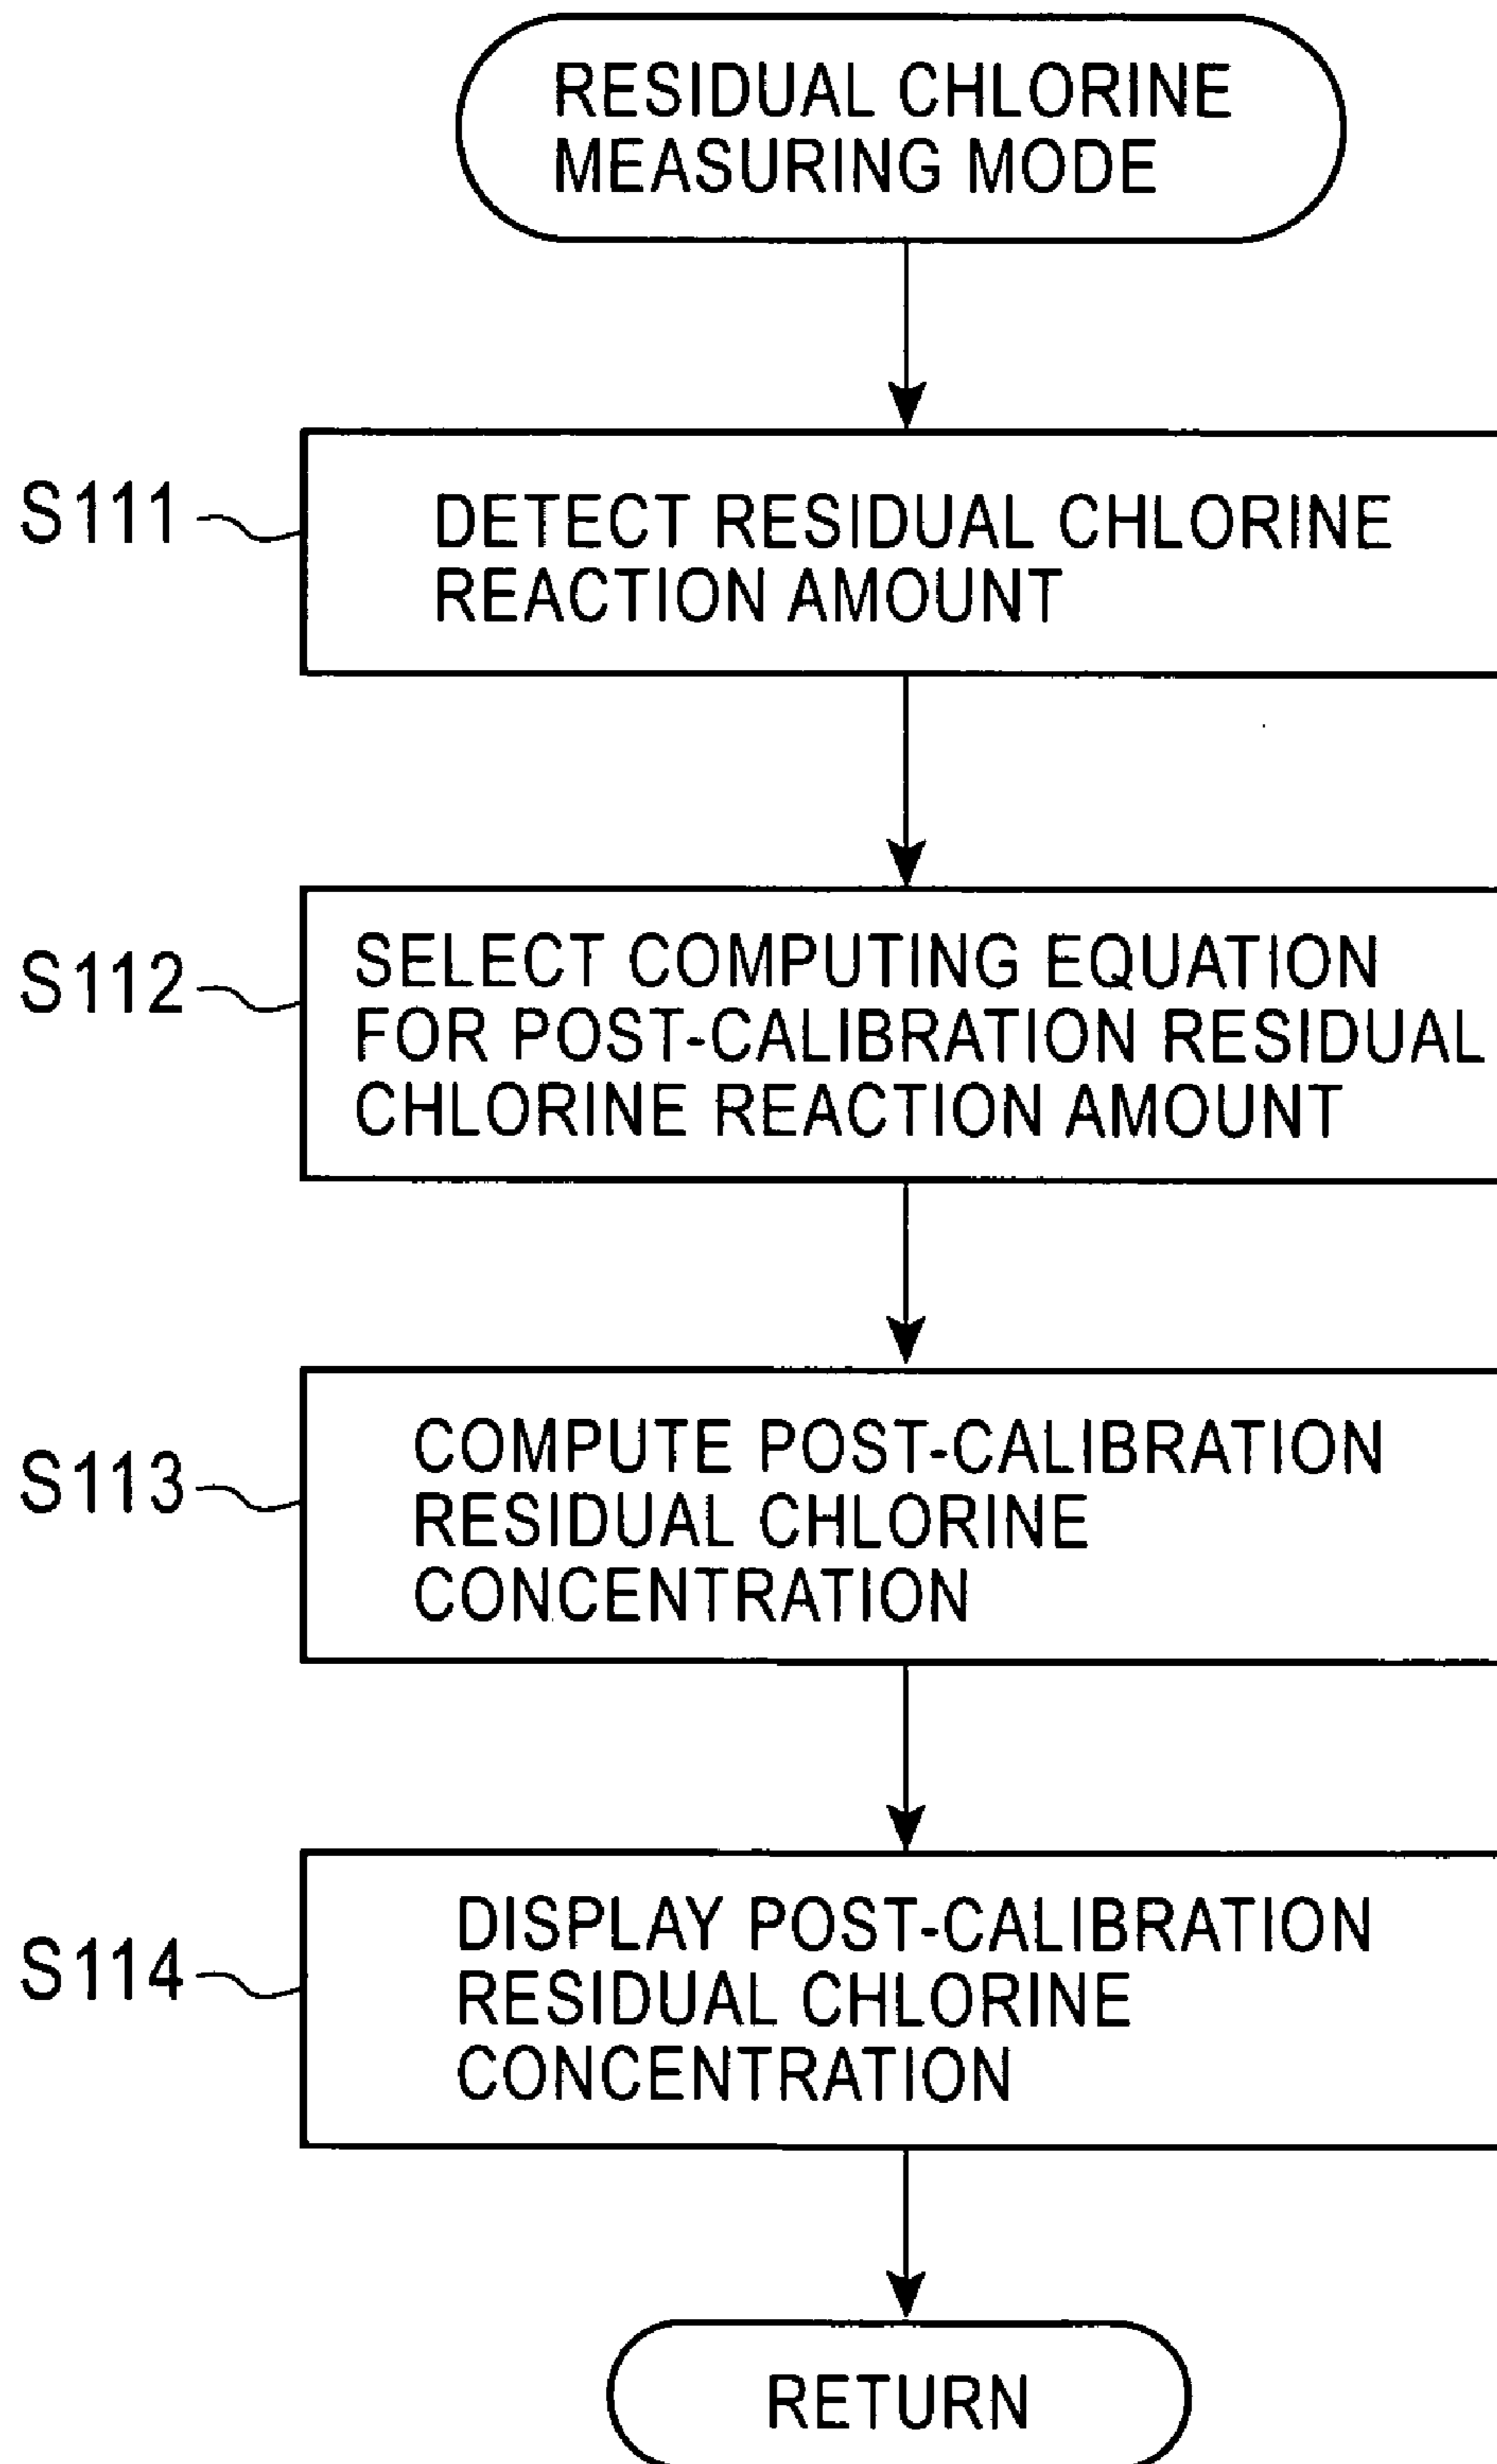 RESIDUAL CHLORINE
MEASURING MODE
S111
DETECT RESIDUAL CHLORINE
REACTION AMOUNT
S112
SELECT COMPUTING EQUATION
FOR POST-CALIBRATION RESIDUAL
CHLORINE REACTION AMOUNT
S113
COMPUTE POST-CALIBRATION
RESIDUAL CHLORINE
CONCENTRATION
S114
DISPLAY POST-CALIBRATION
RESIDUAL CHLORINE
CONCENTRATION
RETURN